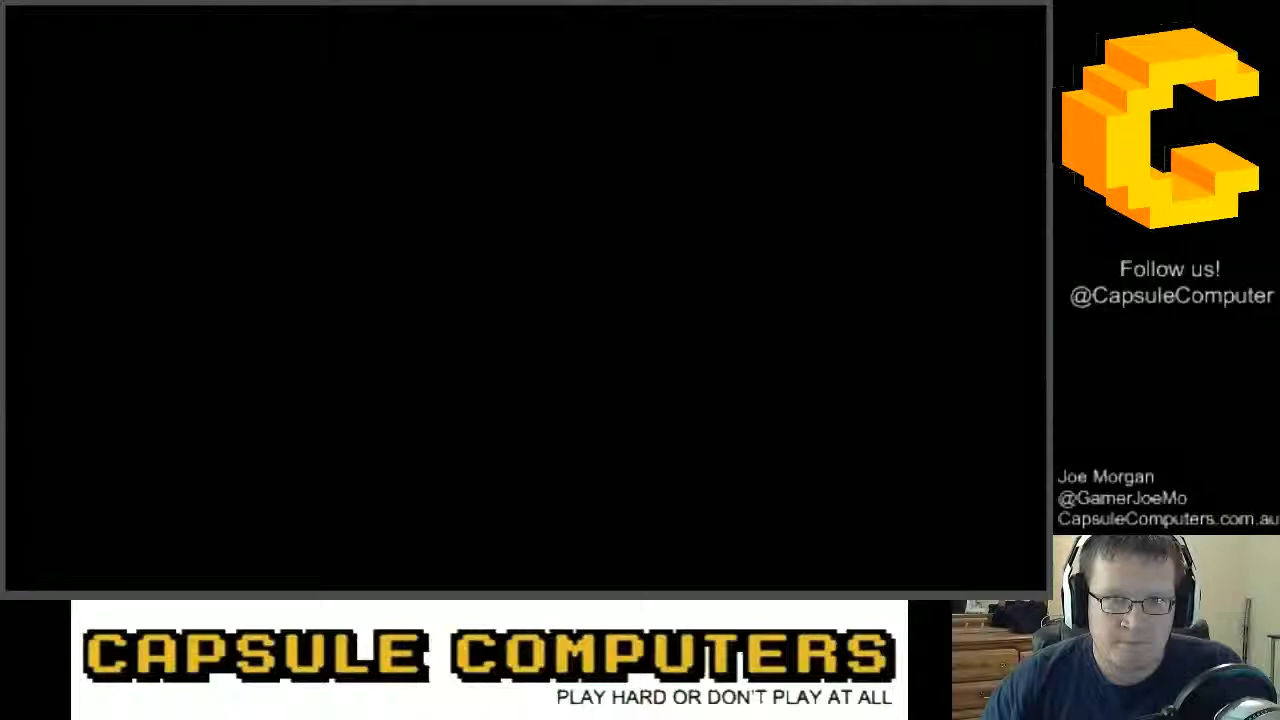 Follow us!
@CapsuleComputer
Joe Morgan
@GamerJoeMo
CapsuleComputers.com.au
CAPSULE COMPUTERS
PLAY HARD OR DON'T PLAY AT ALL